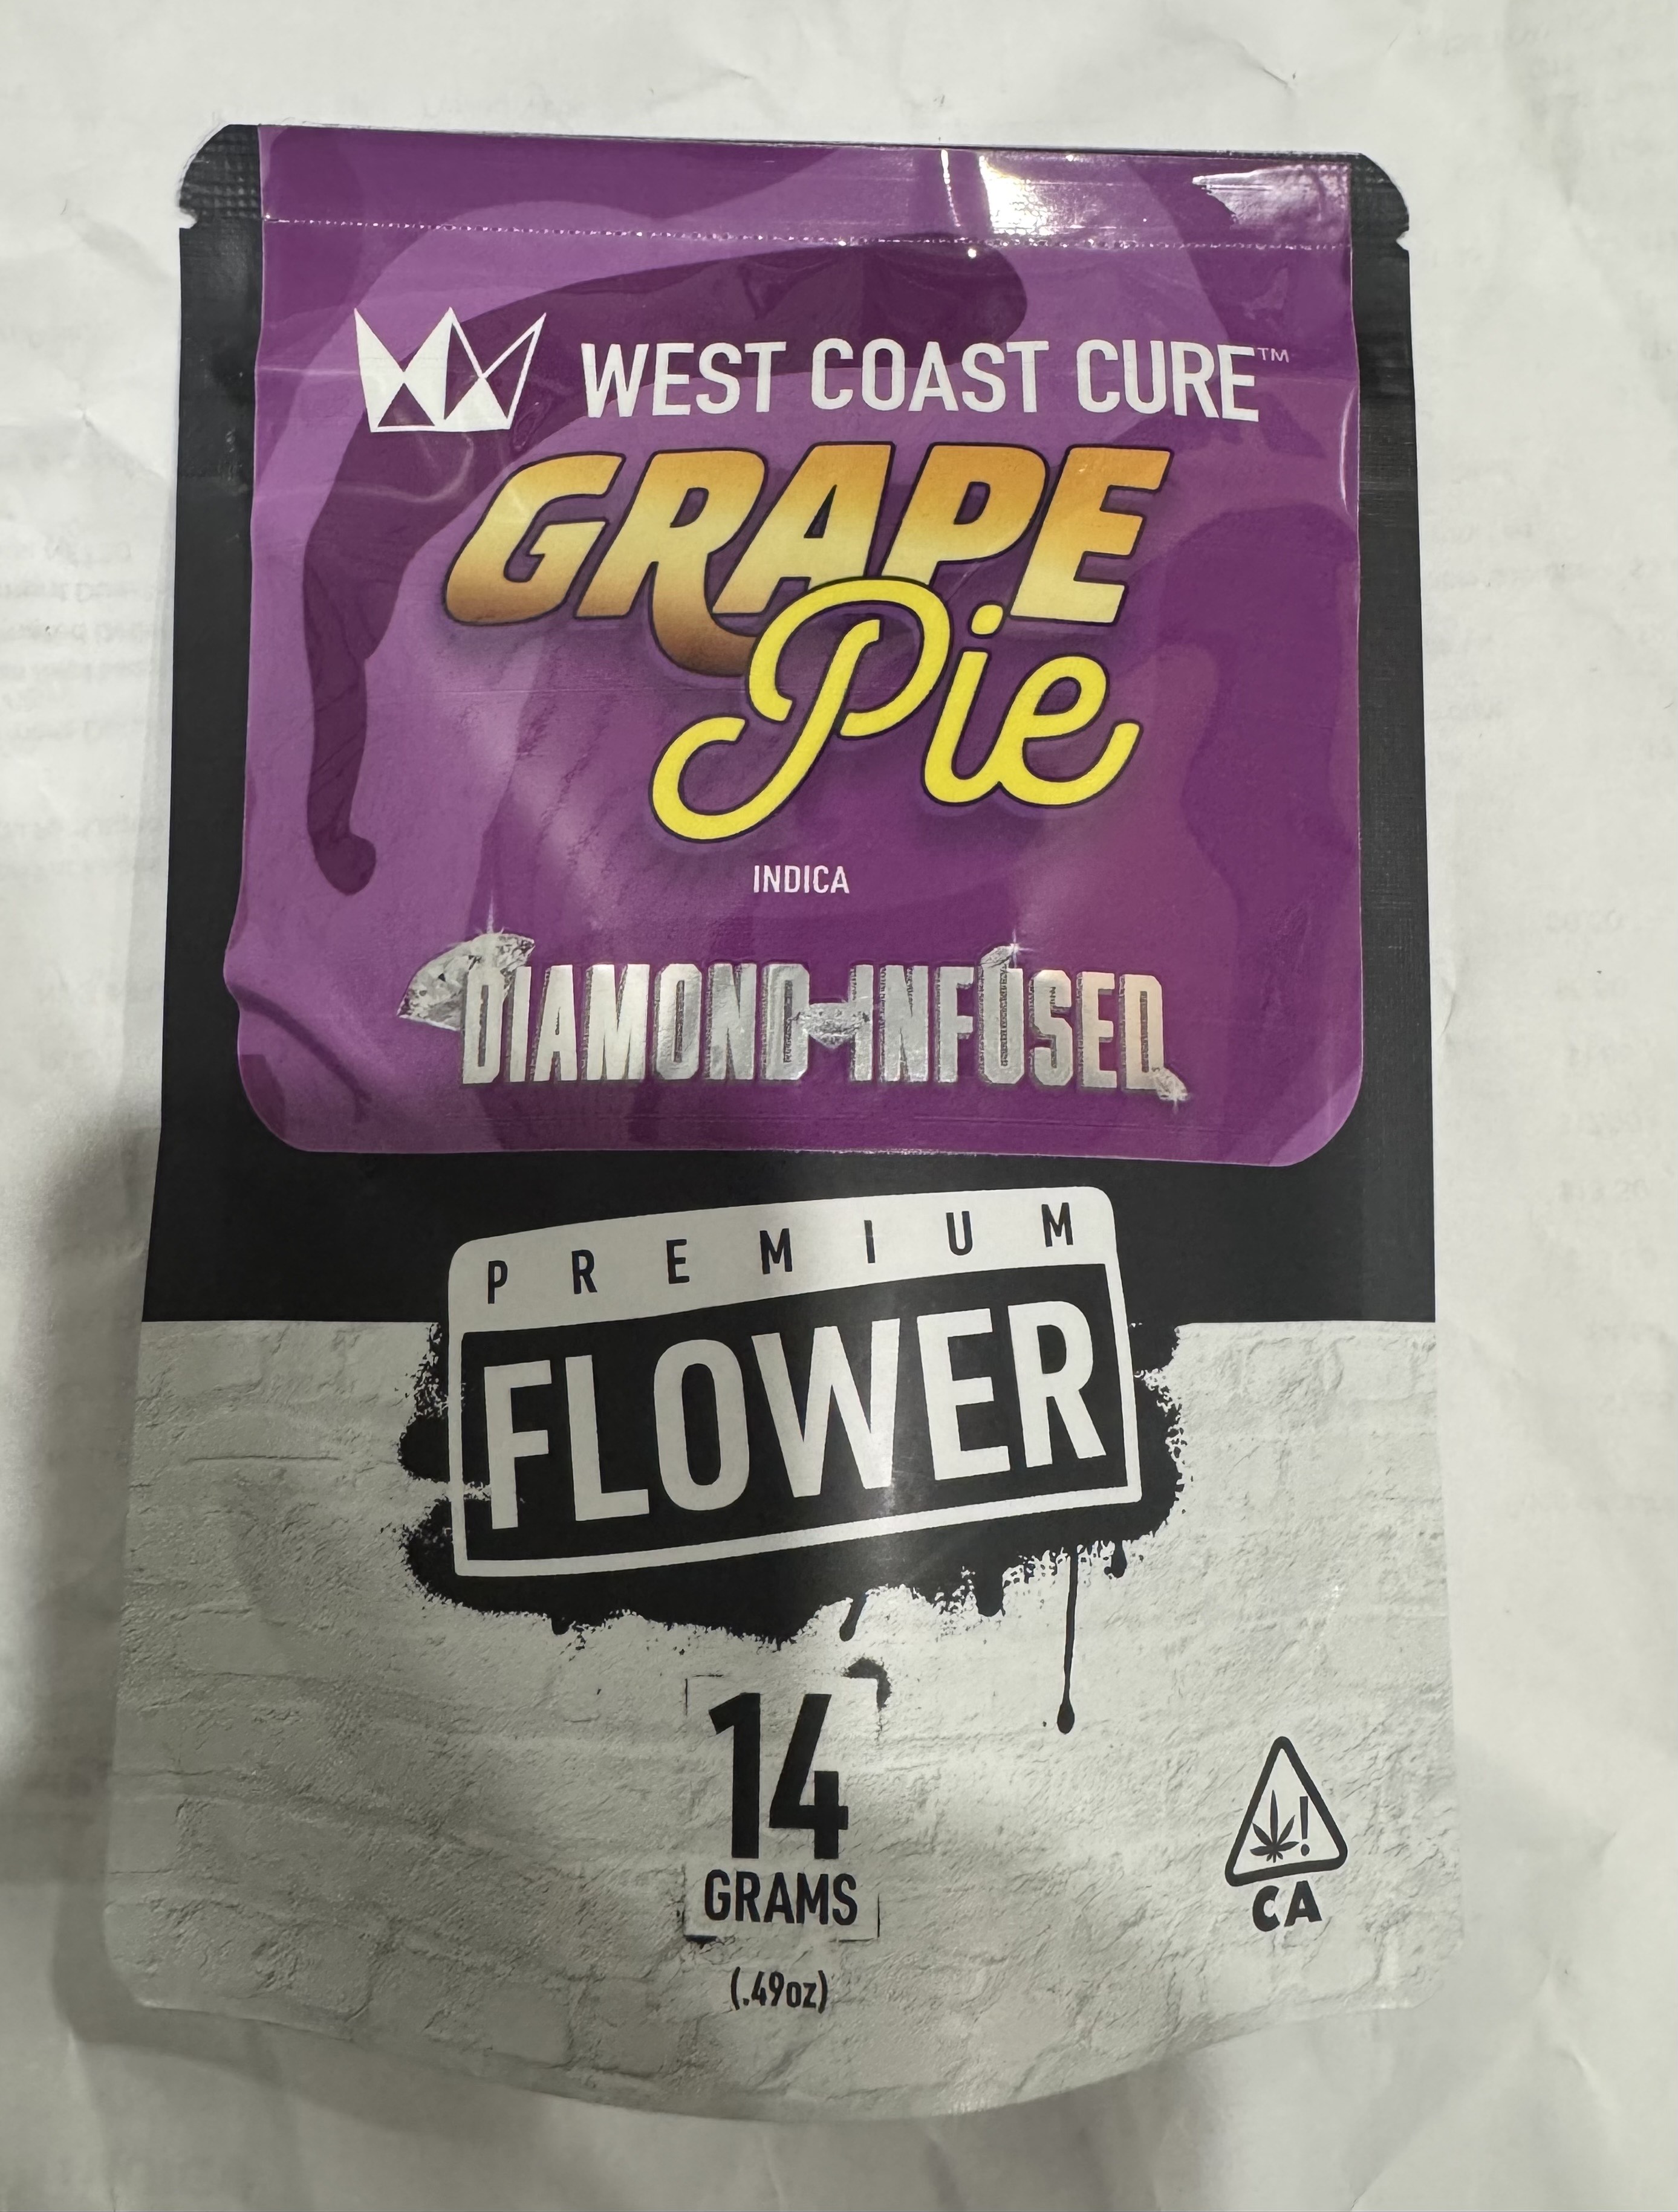 WEST COAST CURE™
GRAPE
Pie
INDICA
DIAMOND-INFUSED
PREMIUM
FLOWER
14
GRAMS
(.49oz)
!
CA